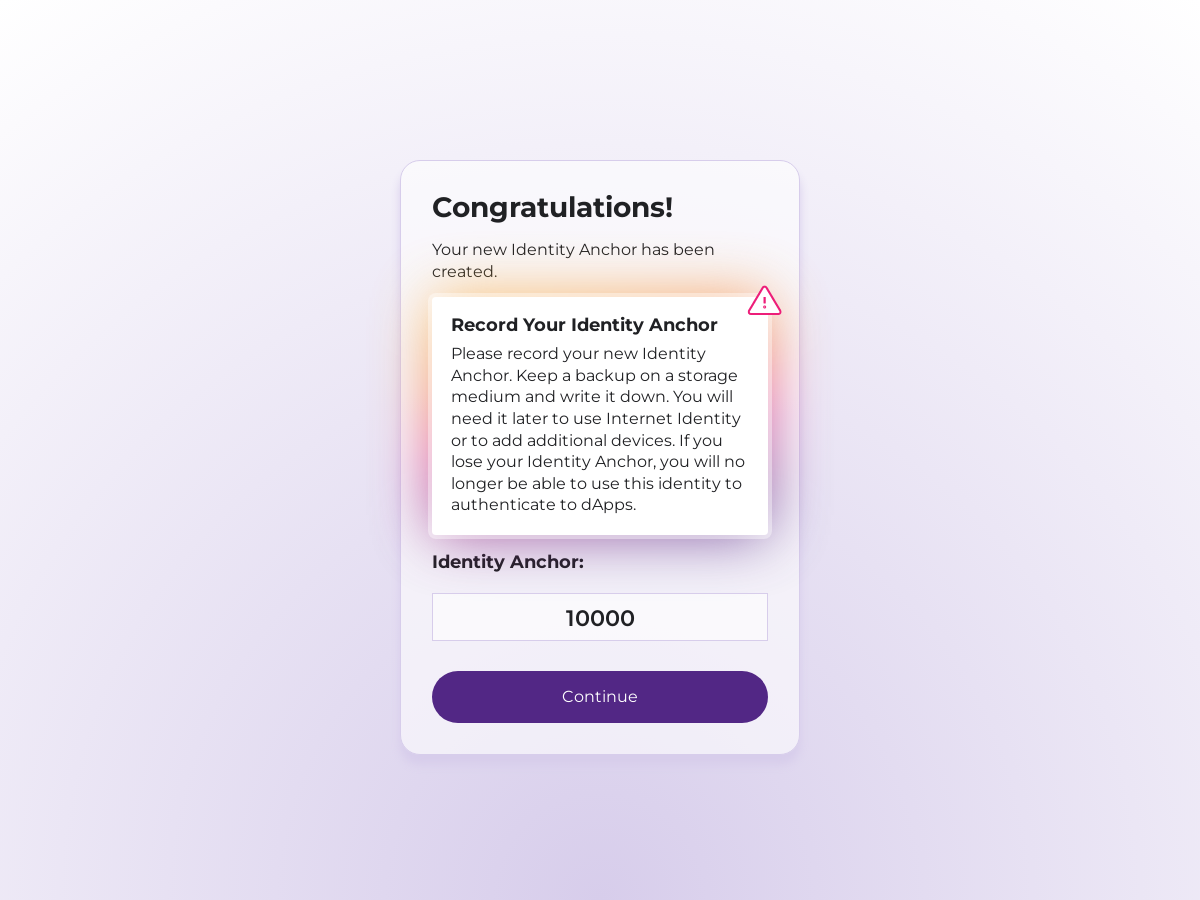 Congratulations!
Your new Identity Anchor has been
created.
Record Your Identity Anchor
Please record your new Identity
Anchor. Keep a backup on a storage
medium and write it down. You will
need it later to use Internet Identity
or to add additional devices. If you
lose your Identity Anchor, you will no
longer be able to use this identity to
authenticate to dApps.
Identity Anchor:
10000
Continue